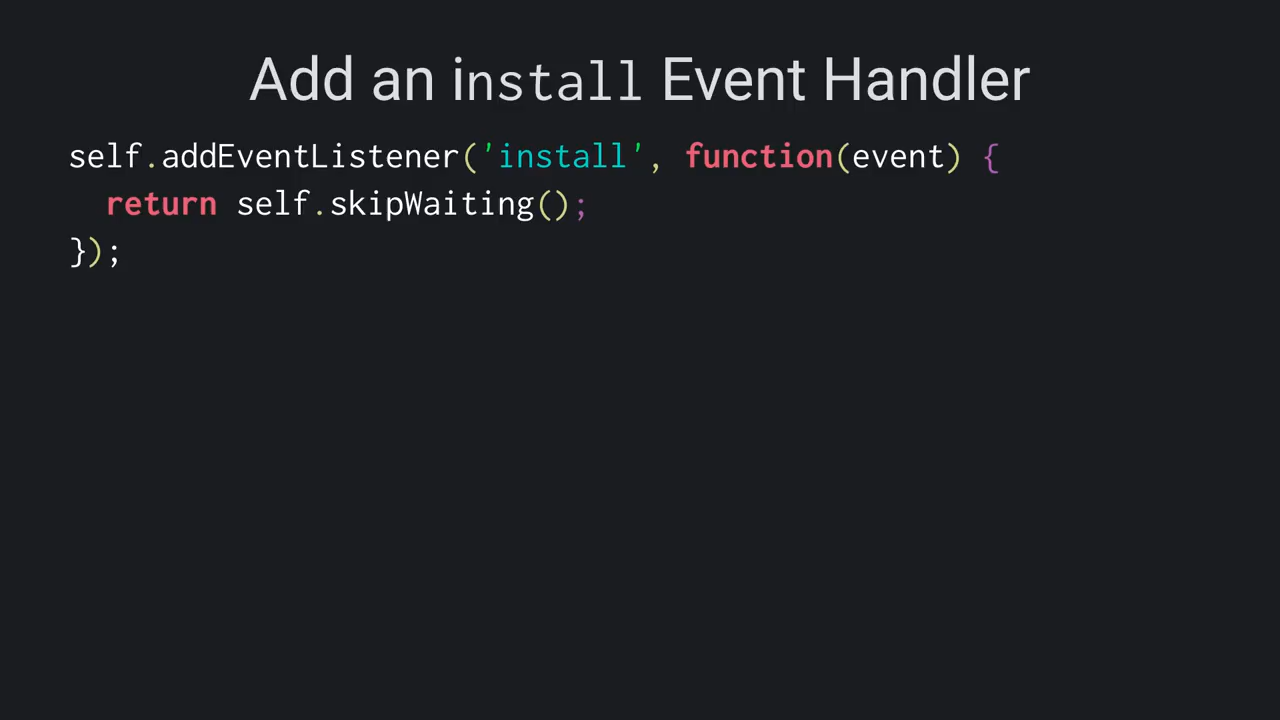 Add an install Event Handler
self.addEventListener('install', function(event) {
  return self.skipWaiting();
});